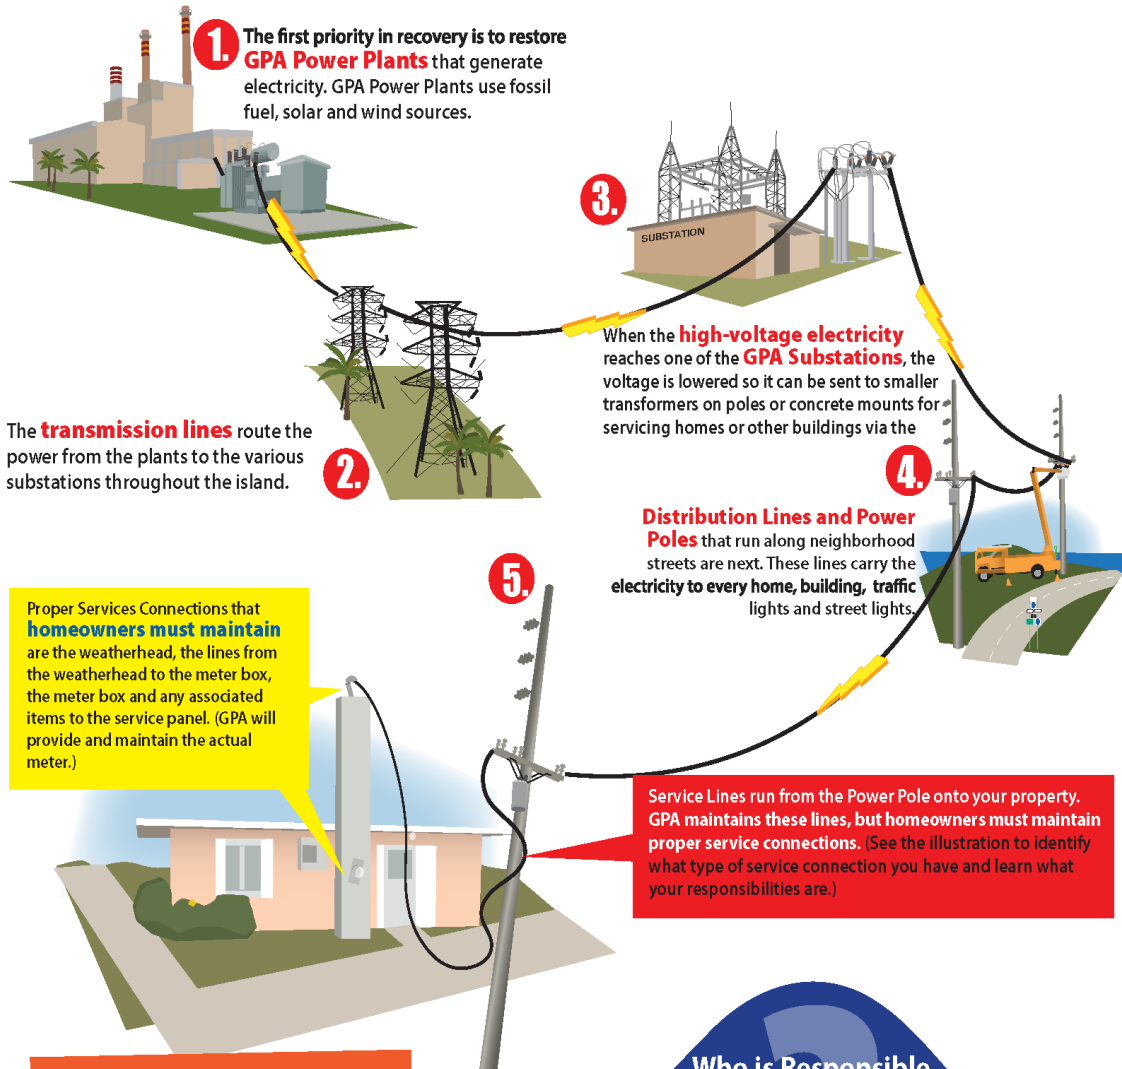 1.
The first priority in recovery is to restore
GPA Power Plants that generate
electricity. GPA Power Plants use fossil
fuel, solar and wind sources.
The transmission lines route the
power from the plants to the various
substations throughout the island.
2.
3.
SUBSTATION
When the high-voltage electricity
reaches one of the GPA Substations, the
voltage is lowered so it can be sent to smaller
transformers on poles or concrete mounts for
servicing homes or other buildings via the
4.
Distribution Lines and Power
Poles that run along neighborhood
streets are next. These lines carry the
electricity to every home, building, traffic
lights and street lights.
5.
Proper Services Connections that
homeowners must maintain
are the weatherhead, the lines from
the weatherhead to the meter box,
the meter box and any associated
items to the service panel. (GPA will
provide and maintain the actual
meter.)
Service Lines run from the Power Pole onto your property.
GPA maintains these lines, but homeowners must maintain
proper service connections. (See the illustration to identify
what type of service connection you have and learn what
your responsibilities are.)
?
Who is Responsible